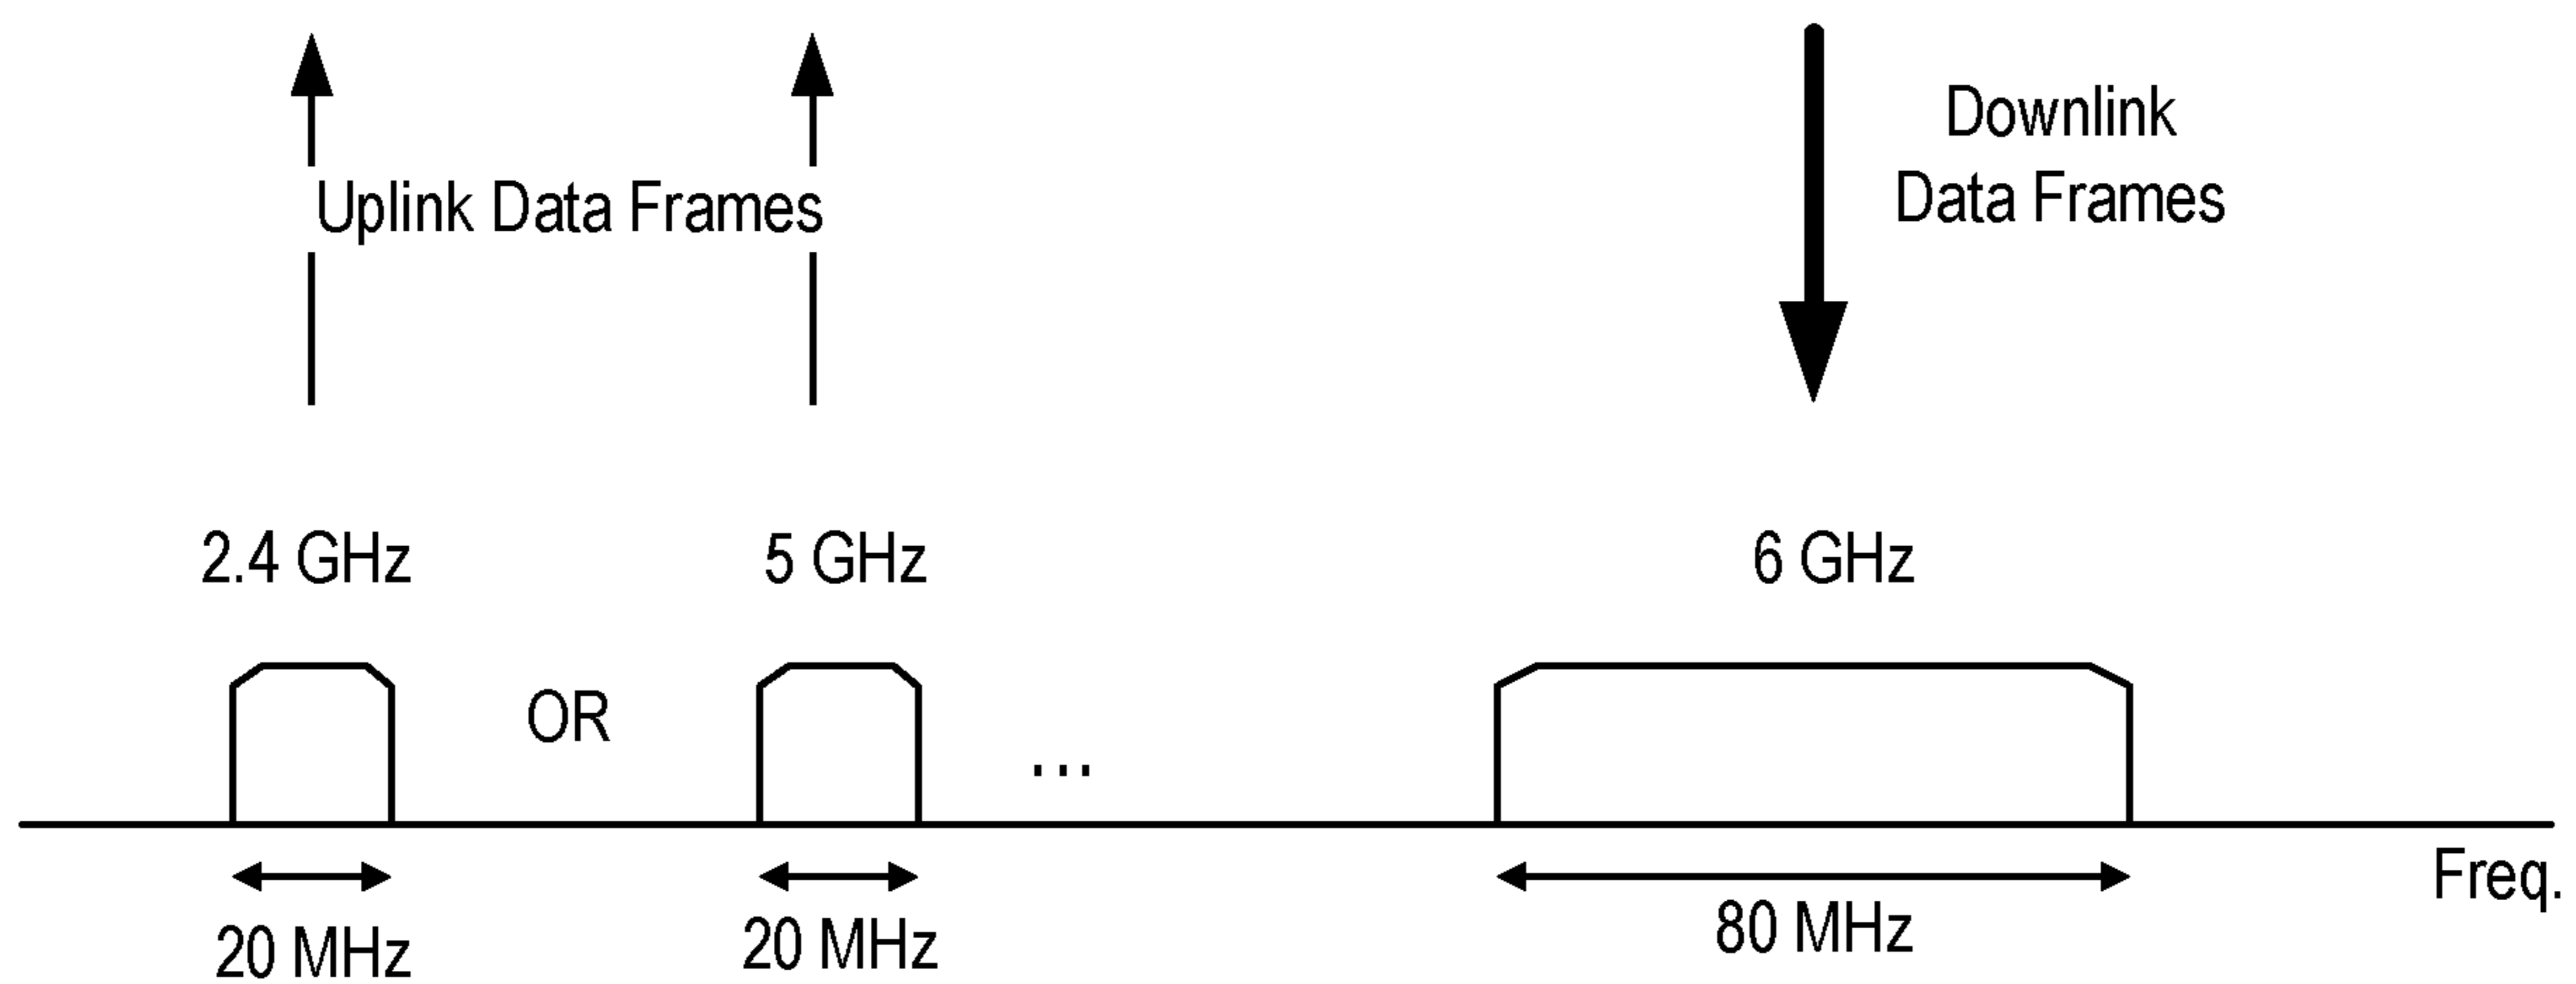 Downlink
Data Frames
Uplink Data Frames
2.4 GHz
5 GHz
6 GHz
OR
...
Freq.
20 MHz
20 MHz
80 MHz